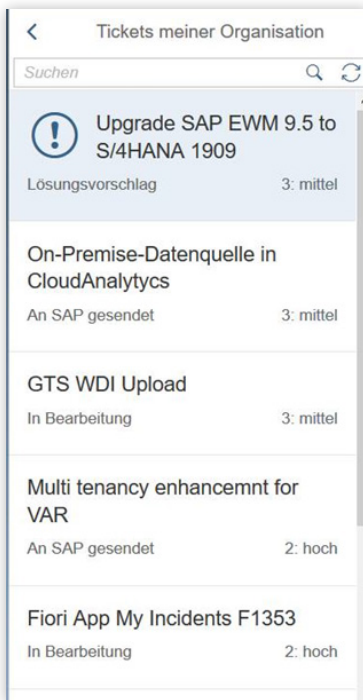 Tickets meiner Organisation
Suchen
Upgrade SAP EWM 9.5 to
S/4HANA 1909
Lösungsvorschlag 3: mittel
On-Premise-Datenquelle in
CloudAnalytycs
An SAP gesendet 3: mittel
GTS WDI Upload
In Bearbeitung 3: mittel
Multi tenancy enhancemnt for
VAR
An SAP gesendet 2: hoch
Fiori App My Incidents F1353
In Bearbeitung 2: hoch